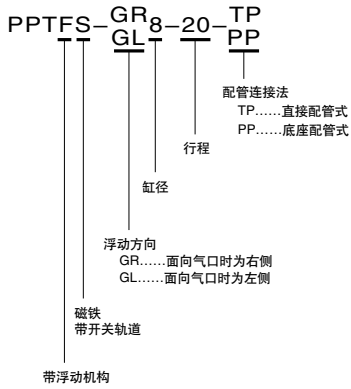 PPTFS–GR8–20–TP
GL PP
配管连接法
TP……直接配管式
PP……底座配管式
行程
缸径
浮动方向
GR……面向气口时为右侧
GL……面向气口时为左侧
磁铁
带开关轨道
带浮动机构